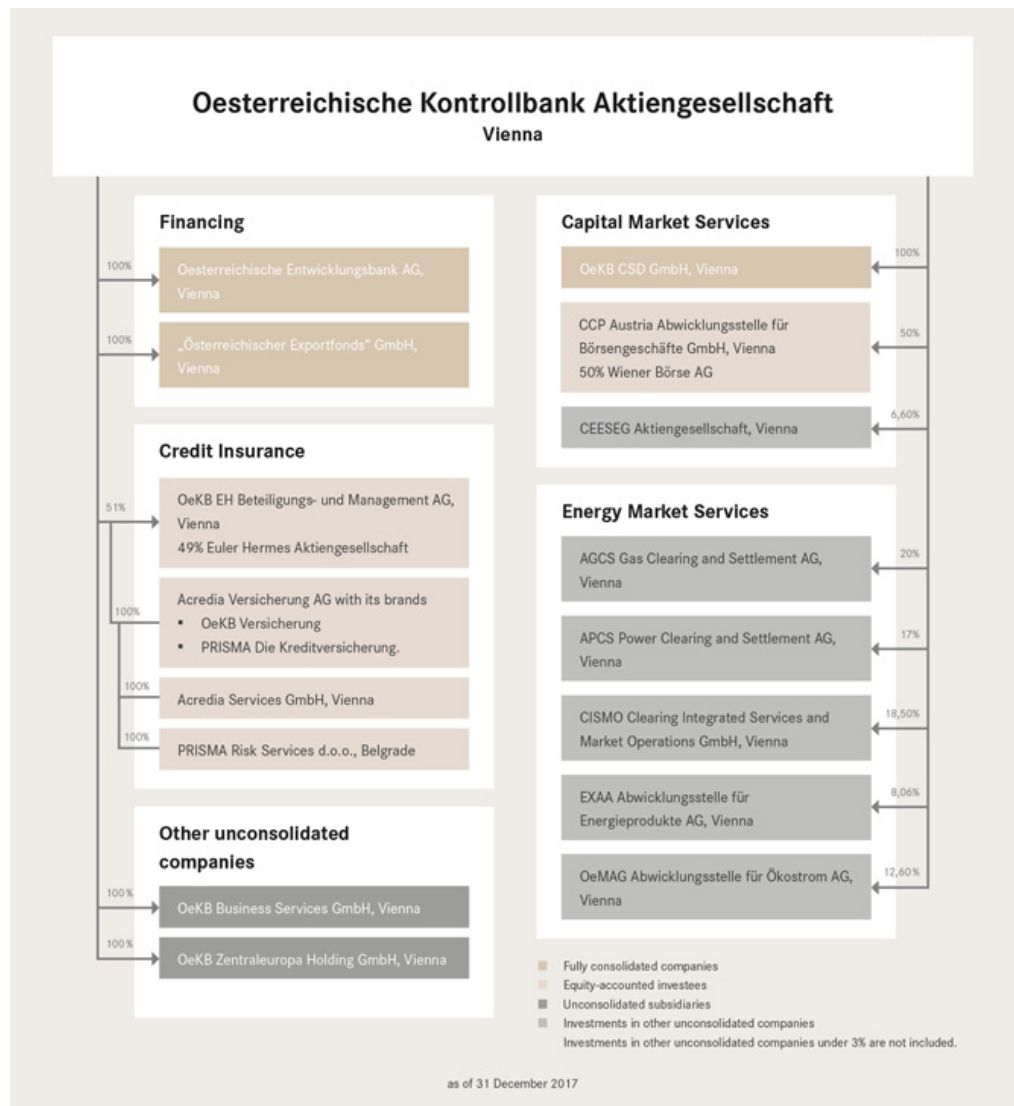 Oesterreichische Kontrollbank Aktiengesellschaft
Vienna
Financing
100%
Oesterreichische Entwicklungsbank AG,
Vienna
100%
„Österreichischer Exportfonds“ GmbH,
Vienna
Credit Insurance
51%
OeKB EH Beteiligungs- und Management AG,
Vienna
49% Euler Hermes Aktiengesellschaft
100%
Acredia Versicherung AG with its brands
▪ OeKB Versicherung
▪ PRISMA Die Kreditversicherung.
100%
Acredia Services GmbH, Vienna
100%
PRISMA Risk Services d.o.o., Belgrade
Other unconsolidated
companies
100%
OeKB Business Services GmbH, Vienna
100%
OeKB Zentraleuropa Holding GmbH, Vienna
Capital Market Services
OeKB CSD GmbH, Vienna
100%
CCP Austria Abwicklungsstelle für
Börsengeschäfte GmbH, Vienna
50% Wiener Börse AG
50%
CEESEG Aktiengesellschaft, Vienna
6,60%
Energy Market Services
AGCS Gas Clearing and Settlement AG,
Vienna
20%
APCS Power Clearing and Settlement AG,
Vienna
17%
CISMO Clearing Integrated Services and
Market Operations GmbH, Vienna
18,50%
EXAA Abwicklungsstelle für
Energieprodukte AG, Vienna
8,06%
OeMAG Abwicklungsstelle für Ökostrom AG,
Vienna
12,60%
Fully consolidated companies
Equity-accounted investees
Unconsolidated subsidiaries
Investments in other unconsolidated companies
Investments in other unconsolidated companies under 3% are not included.
as of 31 December 2017